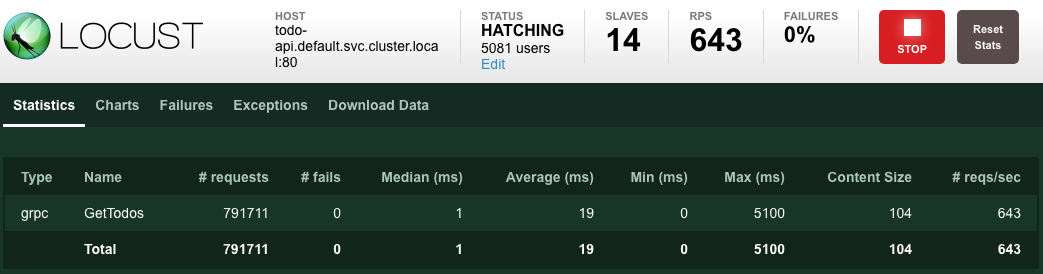 LOCUST
HOST
todo-
api.default.svc.cluster.loca
l:80
STATUS
HATCHING
5081 users
Edit
SLAVES
14
RPS
643
FAILURES
0%
STOP
Reset
Stats
Statistics Charts Failures Exceptions Download Data
Type Name # requests # fails Median (ms) Average (ms) Min (ms) Max (ms) Content Size # reqs/sec
grpc GetTodos 791711 0 1 19 0 5100 104 643
Total 791711 0 1 19 0 5100 104 643